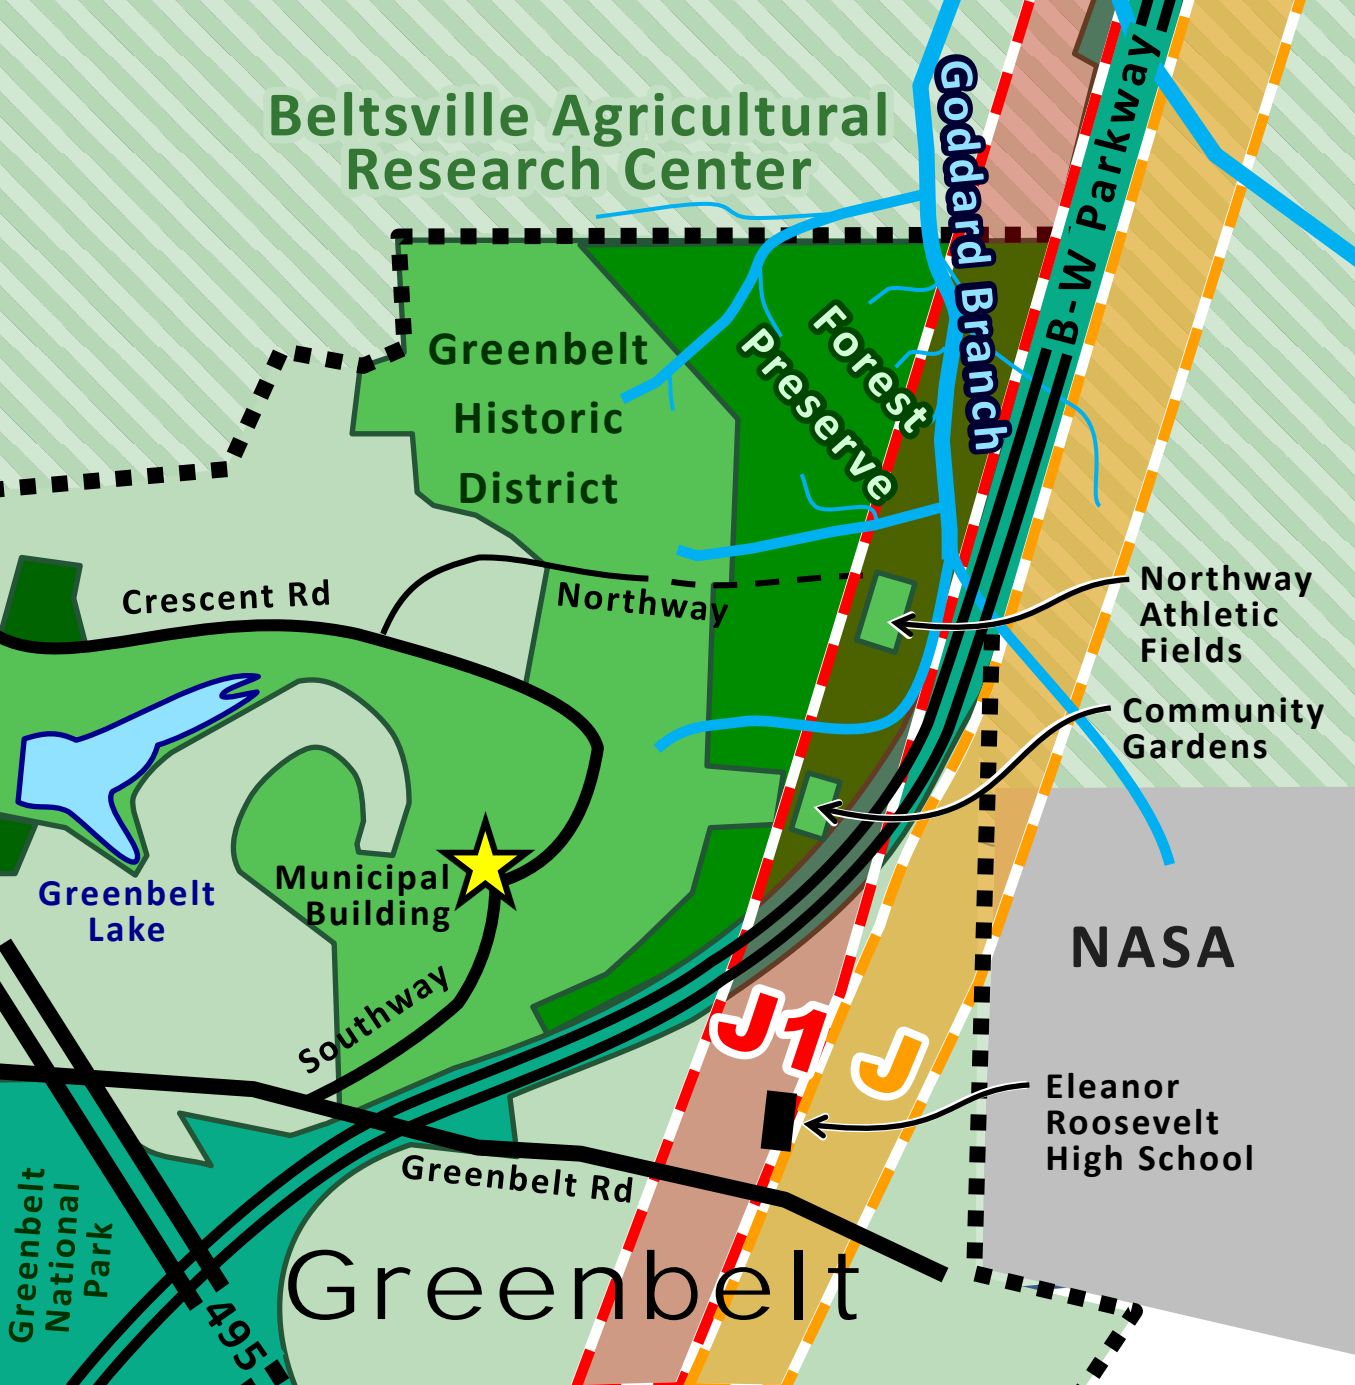 Beltsville Agricultural
Research Center
Goddard Branch
B-W Parkway
Greenbelt
Historic
District
Forest
Preserve
Crescent Rd
Northway
Northway
Athletic
Fields
Community
Gardens
Greenbelt
Lake
Municipal
Building
Southway
NASA
J1
J
Eleanor
Roosevelt
High School
Greenbelt Rd
Greenbelt
National
Park
Greenbelt
495